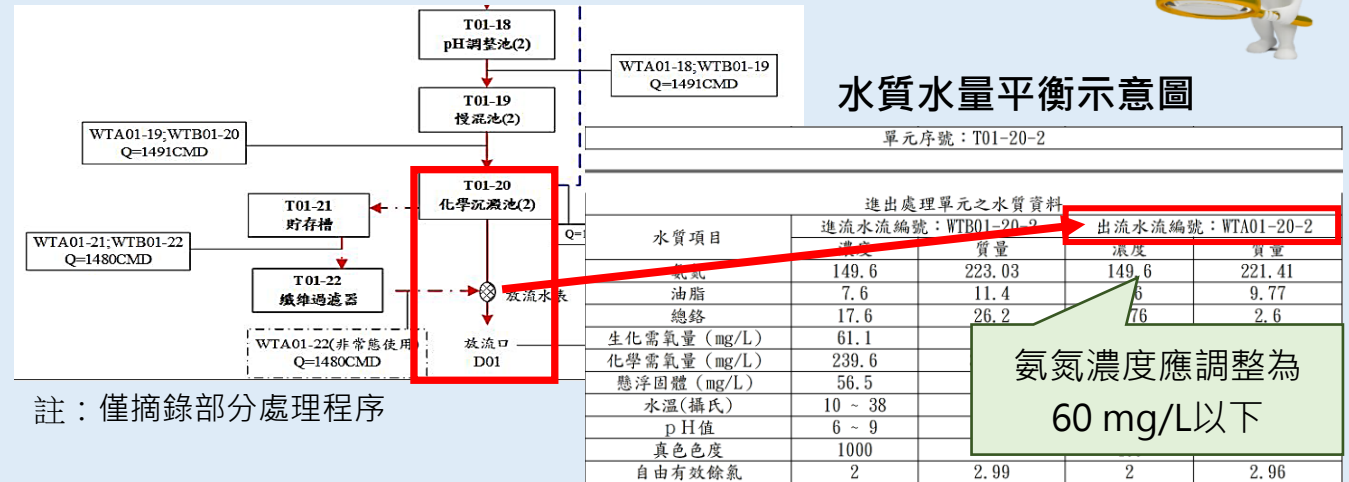 T01-18
pH調整池(2)
WTA01-18;WTB01-19
Q=1491CMD
T01-19
慢混池(2)
WTA01-19;WTB01-20
Q=1491CMD
T01-20
化學沉澱池(2)
T01-21
貯存槽
Q=1
WTA01-21;WTB01-22
Q=1480CMD
T01-22
纖維過濾器
放流水表
WTA01-22(非常態使用)
Q=1480CMD
放流口
D01
註：僅摘錄部分處理程序
水質水量平衡示意圖
單元序號：T01-20-2
進出處理單元之水質資料
水質項目 進流水流編號：WTB01-20-2 出流水流編號：WTA01-20-2
濃度 質量 濃度 質量
氨氮 149.6 223.03 149.6 221.41
油脂 7.6 11.4 9.77
總鉻 17.6 26.2 76 2.6
生化需氧量（mg/L） 61.1
化學需氧量（mg/L） 239.6
懸浮固體（mg/L） 56.5
水溫(攝氏) 10 ~ 38
pH值 6 ~ 9
真色色度 1000
自由有效餘氯 2 2.99 2 2.96
氨氮濃度應調整為
60 mg/L以下